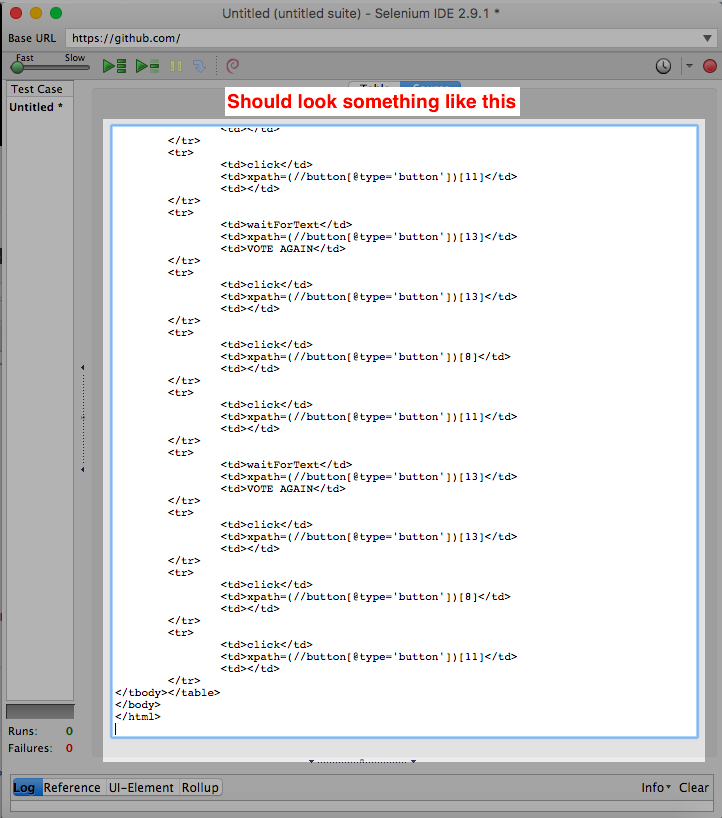 Untitled (untitled suite) - Selenium IDE 2.9.1 *
Base URL https://github.com/
Fast Slow
Test Case
Untitled *
Table Source
Should look something like this
<td></td>
</tr>
<tr>
<td>click</td>
<td>xpath=(//button[@type='button'])[11]</td>
<td></td>
</tr>
<tr>
<td>waitForText</td>
<td>xpath=(//button[@type='button'])[13]</td>
<td>VOTE AGAIN</td>
</tr>
<tr>
<td>click</td>
<td>xpath=(//button[@type='button'])[13]</td>
<td></td>
</tr>
<tr>
<td>click</td>
<td>xpath=(//button[@type='button'])[8]</td>
<td></td>
</tr>
<tr>
<td>click</td>
<td>xpath=(//button[@type='button'])[11]</td>
<td></td>
</tr>
<tr>
<td>waitForText</td>
<td>xpath=(//button[@type='button'])[13]</td>
<td>VOTE AGAIN</td>
</tr>
<tr>
<td>click</td>
<td>xpath=(//button[@type='button'])[13]</td>
<td></td>
</tr>
<tr>
<td>click</td>
<td>xpath=(//button[@type='button'])[8]</td>
<td></td>
</tr>
<tr>
<td>click</td>
<td>xpath=(//button[@type='button'])[11]</td>
<td></td>
</tr>
</tbody></table>
</body>
</html>
Runs: 0
Failures: 0
Log Reference UI-Element Rollup Info Clear